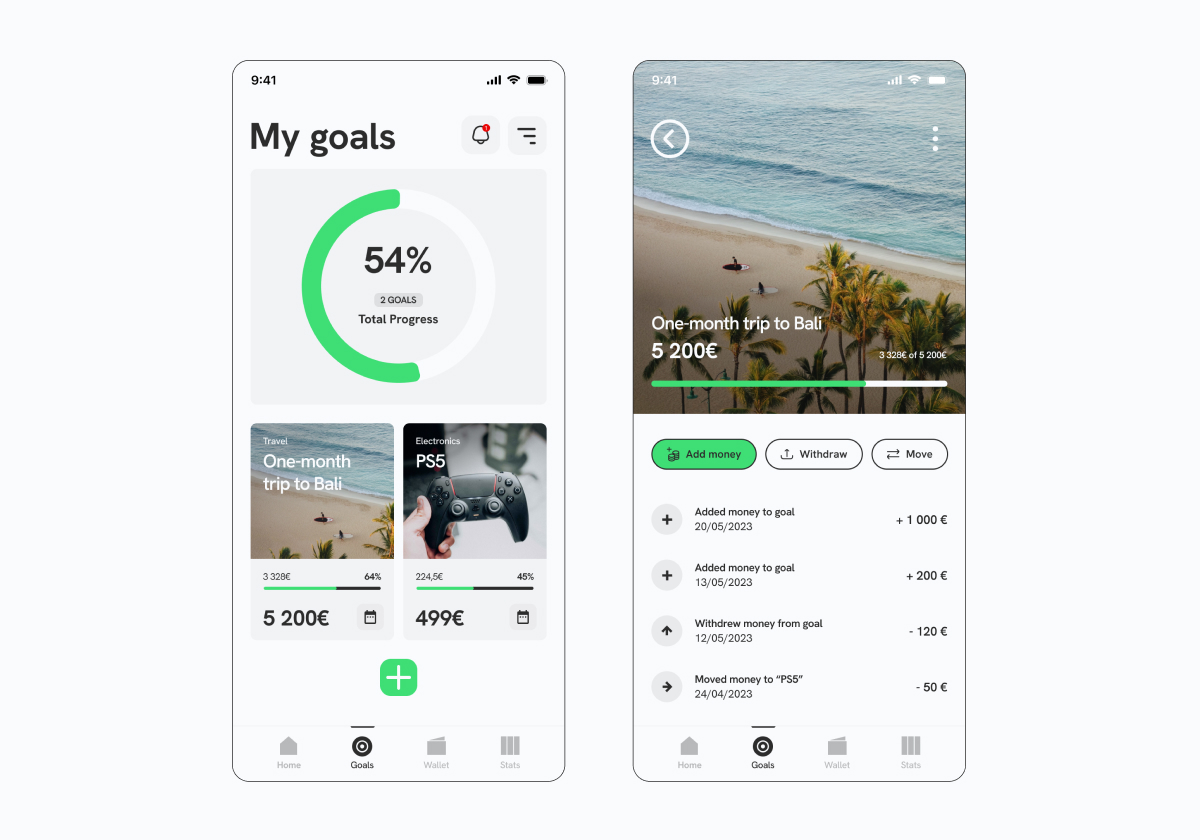 9:41
My goals
1
54%
2 GOALS
Total Progress
Travel
One-month
trip to Bali
3 328€ 64%
5 200€
Electronics
PS5
224,5€ 45%
499€
Home Goals Wallet Stats
9:41
One-month trip to Bali
5 200€
3 328€ of 5 200€
Add money Withdraw Move
Added money to goal
20/05/2023
+ 1 000 €
Added money to goal
13/05/2023
+ 200 €
Withdrew money from goal
12/05/2023
- 120 €
Moved money to “PS5”
24/04/2023
- 50 €
Home Goals Wallet Stats